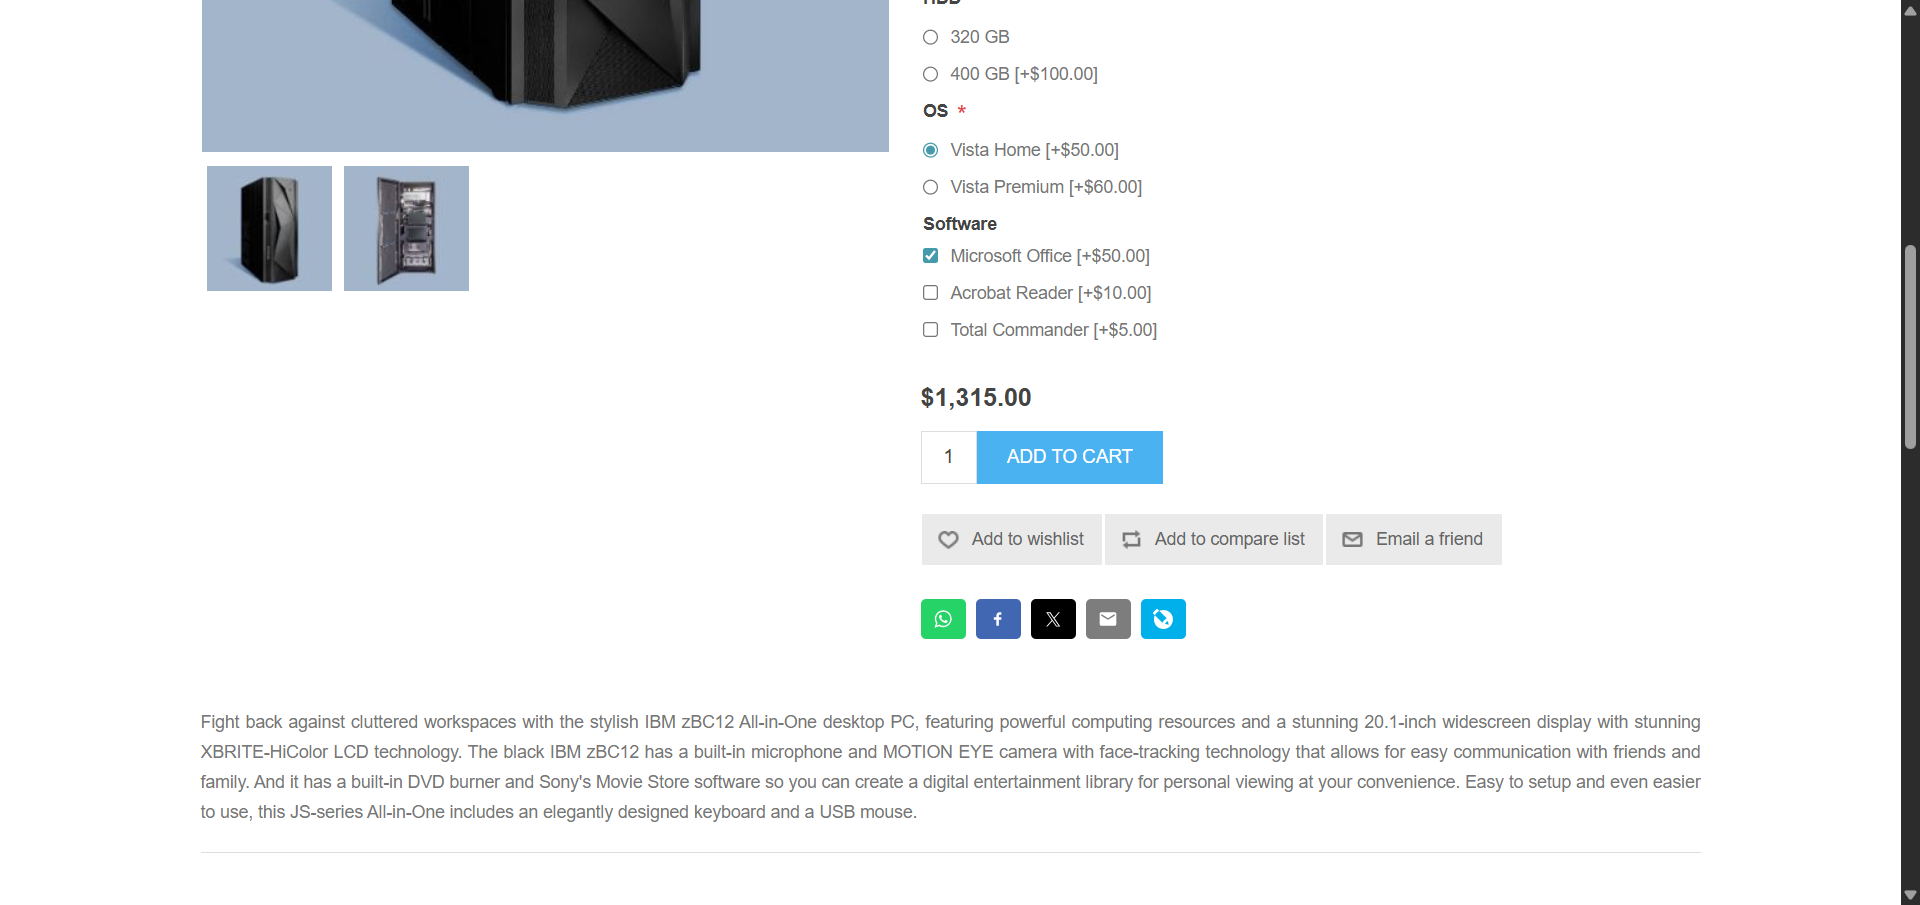 HDD
320 GB
400 GB [+$100.00]
OS *
Vista Home [+$50.00]
Vista Premium [+$60.00]
Software
Microsoft Office [+$50.00]
Acrobat Reader [+$10.00]
Total Commander [+$5.00]
$1,315.00
1 ADD TO CART
Add to wishlist Add to compare list Email a friend
Fight back against cluttered workspaces with the stylish IBM zBC12 All-in-One desktop PC, featuring powerful computing resources and a stunning 20.1-inch widescreen display with stunning
XBRITE-HiColor LCD technology. The black IBM zBC12 has a built-in microphone and MOTION EYE camera with face-tracking technology that allows for easy communication with friends and
family. And it has a built-in DVD burner and Sony's Movie Store software so you can create a digital entertainment library for personal viewing at your convenience. Easy to setup and even easier
to use, this JS-series All-in-One includes an elegantly designed keyboard and a USB mouse.